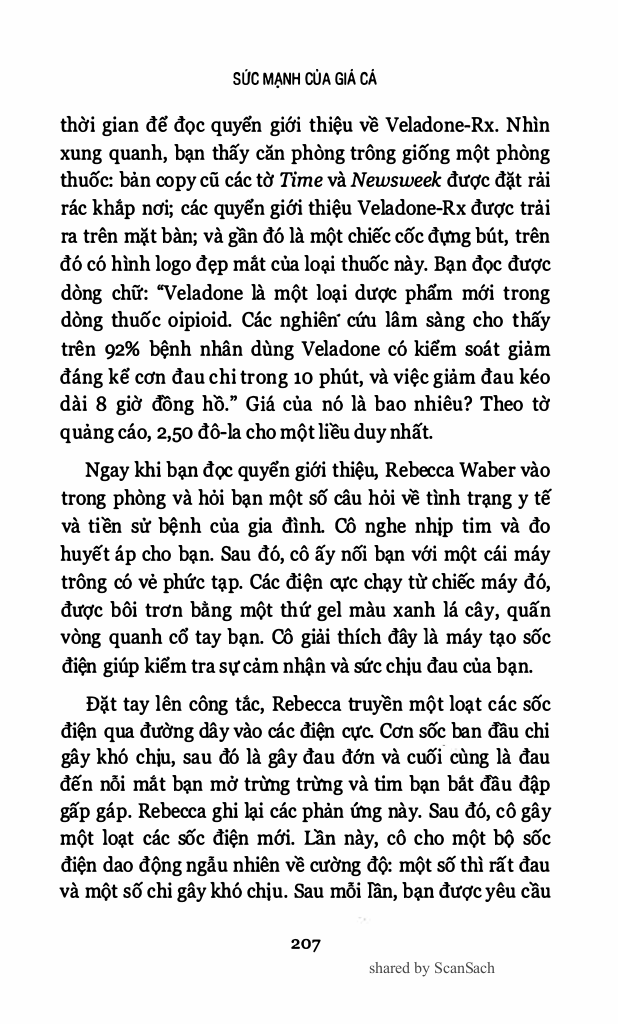 SỨC MẠNH CỦA GIÁ CẢ
thời gian để đọc quyển giới thiệu về Veladone-Rx. Nhìn
xung quanh, bạn thấy căn phòng trông giống một phòng
thuốc: bản copy cũ các tờ Time và Newsweek được đặt rải
rác khắp nơi; các quyển giới thiệu Veladone-Rx được trải
ra trên mặt bàn; và gần đó là một chiếc cốc đựng bút, trên
đó có hình logo đẹp mắt của loại thuốc này. Bạn đọc được
dòng chữ: “Veladone là một loại dược phẩm mới trong
dòng thuốc oipioid. Các nghiên cứu lâm sàng cho thấy
trên 92% bệnh nhân dùng Veladone có kiểm soát giảm
đáng kể cơn đau chỉ trong 10 phút, và việc giảm đau kéo
dài 8 giờ đồng hồ.” Giá của nó là bao nhiêu? Theo tờ
quảng cáo, 2,50 đô-la cho một liều duy nhất.
Ngay khi bạn đọc quyển giới thiệu, Rebecca Waber vào
trong phòng và hỏi bạn một số câu hỏi về tình trạng y tế
và tiền sử bệnh của gia đình. Cô nghe nhịp tim và đo
huyết áp cho bạn. Sau đó, cô ấy nối bạn với một cái máy
trông có vẻ phức tạp. Các điện cực chạy từ chiếc máy đó,
được bôi trơn bằng một thứ gel màu xanh lá cây, quấn
vòng quanh cổ tay bạn. Cô giải thích đây là máy tạo sốc
điện giúp kiểm tra sự cảm nhận và sức chịu đau của bạn.
Đặt tay lên công tắc, Rebecca truyền một loạt các sốc
điện qua đường dây vào các điện cực. Cơn sốc ban đầu chỉ
gây khó chịu, sau đó là gây đau đớn và cuối cùng là đau
đến nỗi mắt bạn mở trừng trừng và tim bạn bắt đầu đập
gấp gáp. Rebecca ghi lại các phản ứng này. Sau đó, cô gây
một loạt các sốc điện mới. Lần này, cô cho một bộ sốc
điện dao động ngẫu nhiên về cường độ: một số thì rất đau
và một số chỉ gây khó chịu. Sau mỗi lần, bạn được yêu cầu
207
shared by ScanSach